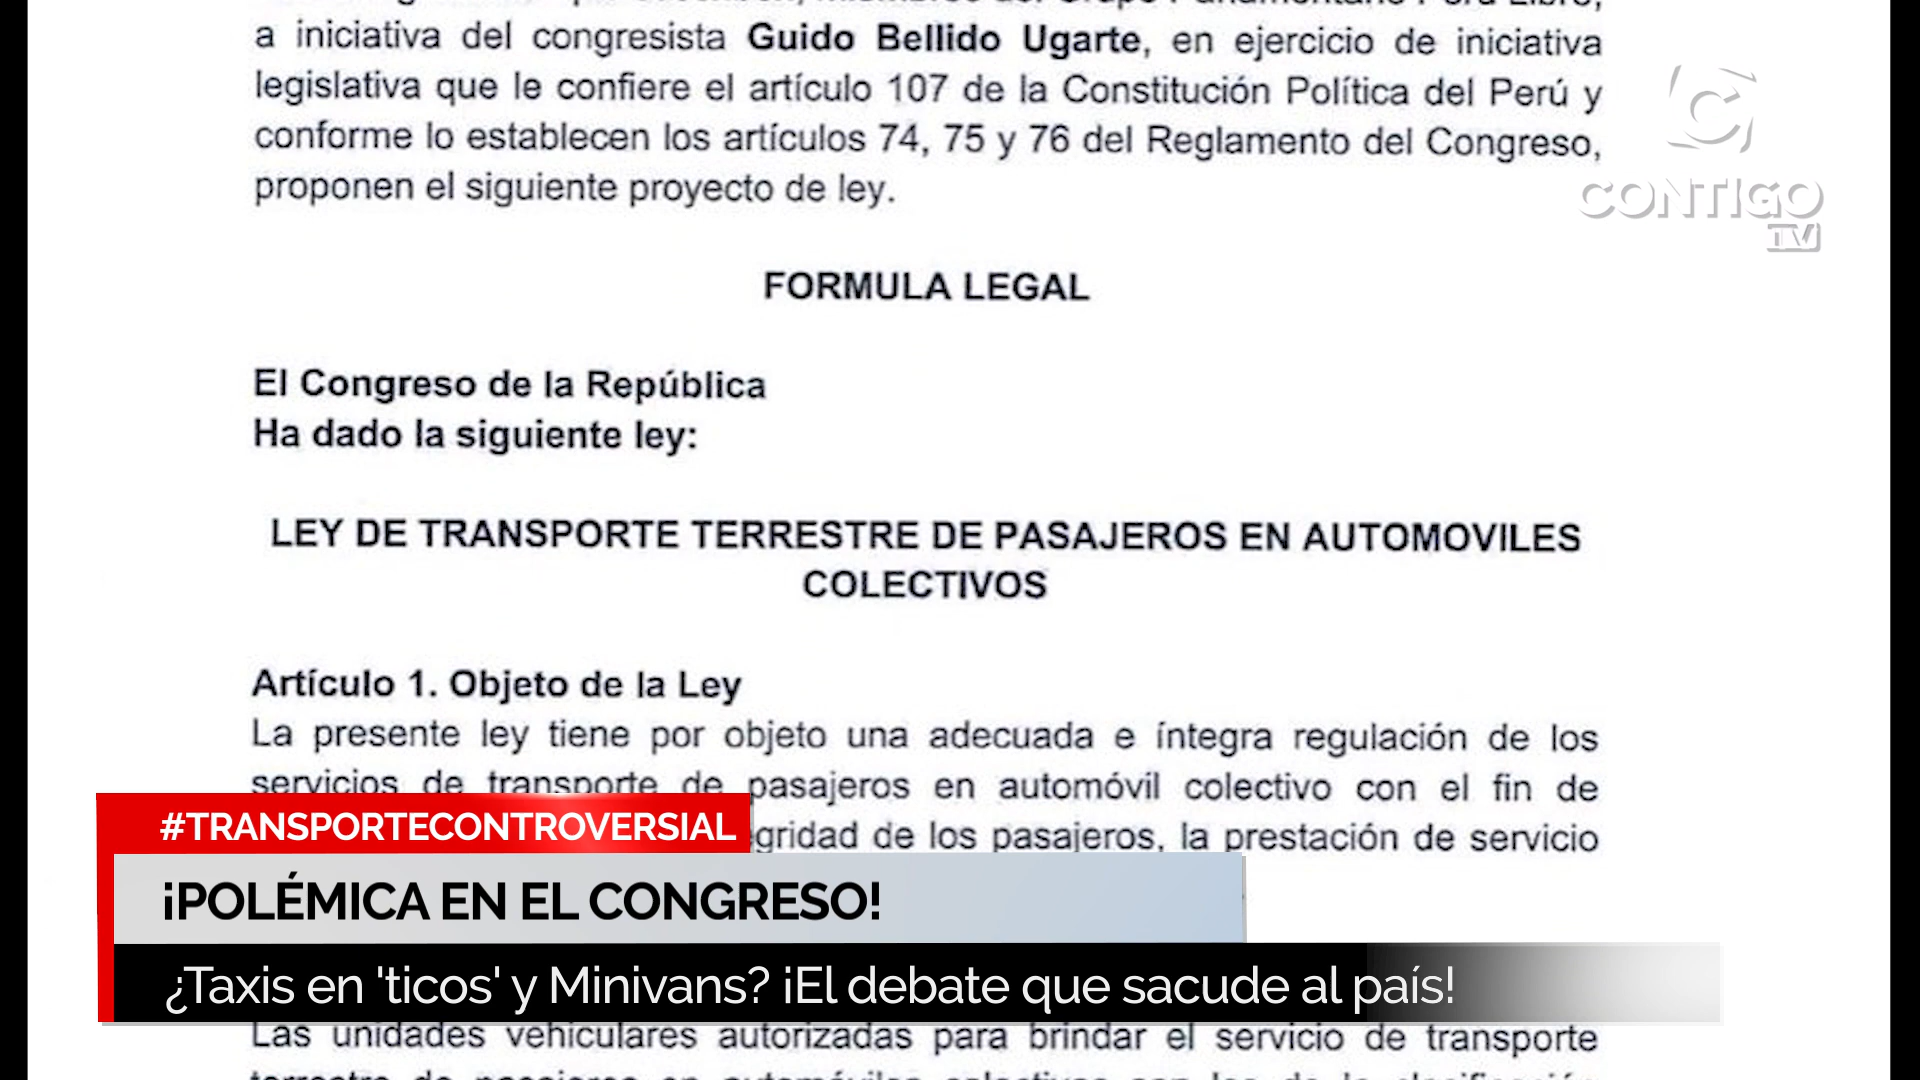 a iniciativa del congresista Guido Bellido Ugarte, en ejercicio de iniciativa
legislativa que le confiere el artículo 107 de la Constitución Política del Perú y
conforme lo establecen los artículos 74, 75 y 76 del Reglamento del Congreso,
proponen el siguiente proyecto de ley.
CONTIGO
TV
FORMULA LEGAL
El Congreso de la República
Ha dado la siguiente ley:
LEY DE TRANSPORTE TERRESTRE DE PASAJEROS EN AUTOMOVILES
COLECTIVOS
Artículo 1. Objeto de la Ley
La presente ley tiene por objeto una adecuada e íntegra regulación de los
servicios de transporte de pasajeros en automóvil colectivo con el fin de
de los pasajeros, la prestación de servicio
#TRANSPORTECONTROVERSIAL
¡POLÉMICA EN EL CONGRESO!
¿Taxis en 'ticos' y Minivans? ¡El debate que sacude al país!
Las unidades vehiculares autorizadas para brindar el servicio de transporte